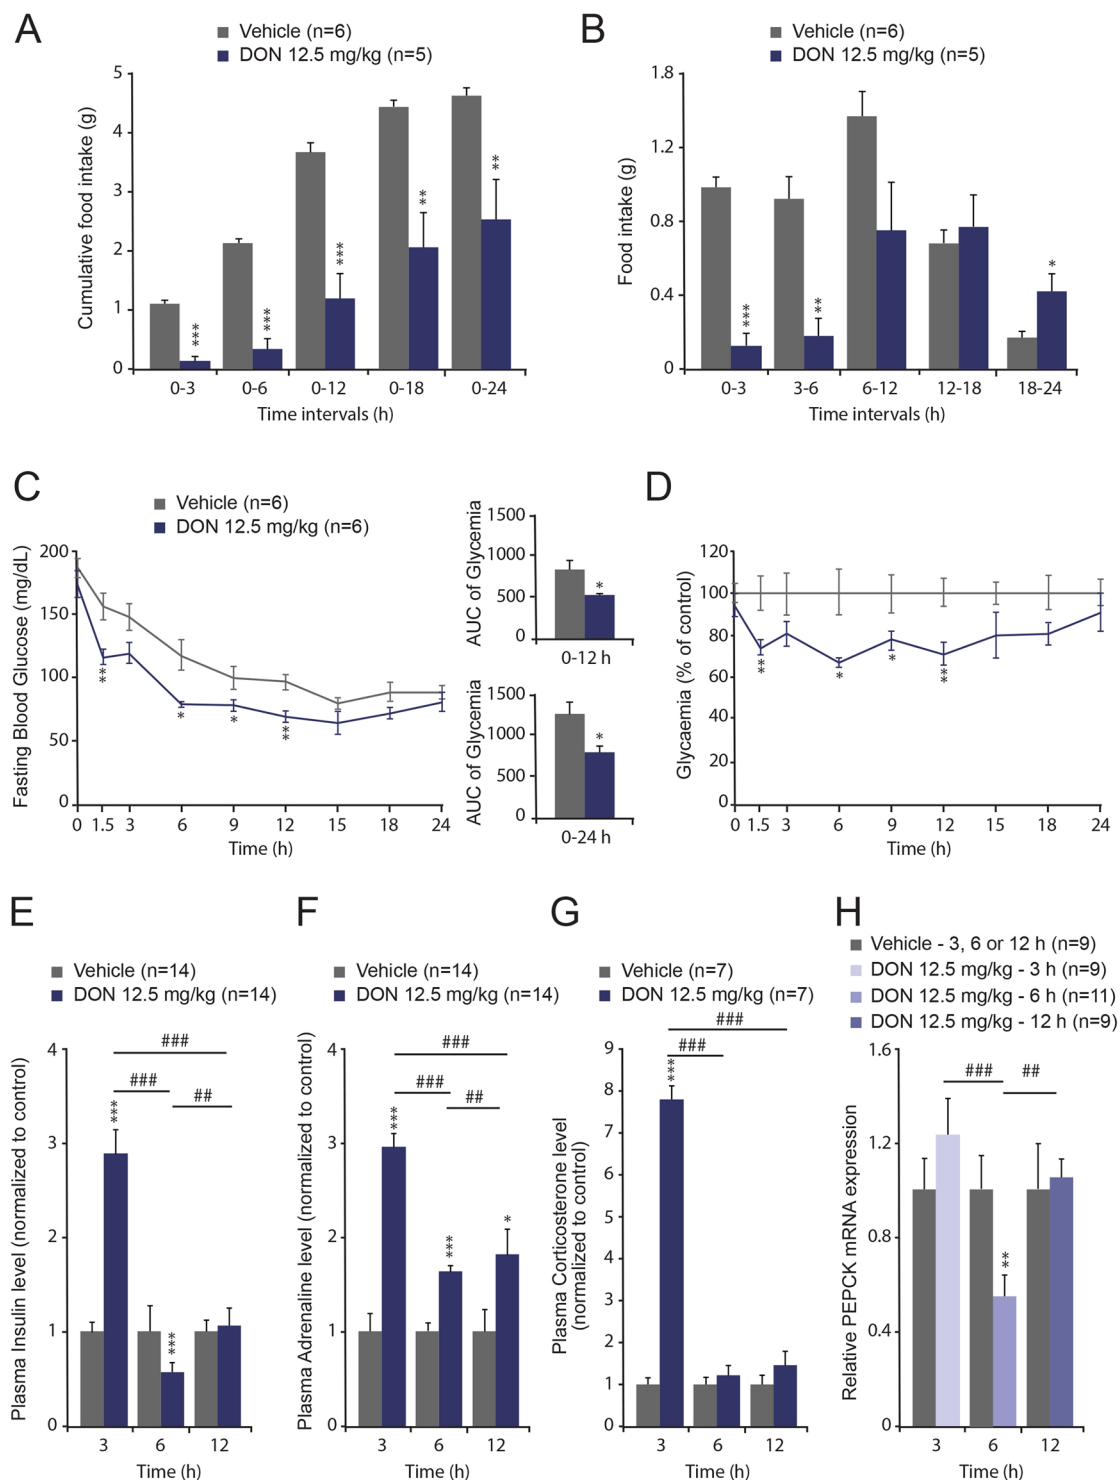 A
Vehicle (n=6)
DON 12.5 mg/kg (n=5)
Cumulative food intake (g)
5
4
3
2
1
0
***
***
***
**
**
0-3 0-6 0-12 0-18 0-24
Time intervals (h)
B
Vehicle (n=6)
DON 12.5 mg/kg (n=5)
Food intake (g)
1.8
1.2
0.8
0.4
0
***
**
*
0-3 3-6 6-12 12-18 18-24
Time intervals (h)
C
Vehicle (n=6)
DON 12.5 mg/kg (n=6)
Fasting Blood Glucose (mg/dL)
200
150
100
50
0
**
*
*
**
0 1.5 3 6 9 12 15 18 24
Time (h)
AUC of Glycemia
1500
1000
500
0
*
0-12 h
AUC of Glycemia
1500
1000
500
0
*
0-24 h
D
Glycaemia (% of control)
120
100
80
60
40
20
0
**
*
*
**
0 1.5 3 6 9 12 15 18 24
Time (h)
E
Vehicle (n=14)
DON 12.5 mg/kg (n=14)
Plasma Insulin level (normalized to control)
4
3
2
1
0
###
###
##
***
***
3 6 12
Time (h)
F
Vehicle (n=14)
DON 12.5 mg/kg (n=14)
Plasma Adrenaline level (normalized to control)
4
3
2
1
0
###
###
##
***
***
*
3 6 12
Time (h)
G
Vehicle (n=7)
DON 12.5 mg/kg (n=7)
Plasma Corticosterone level
(normalized to control)
9
8
7
6
5
4
3
2
1
0
###
###
***
3 6 12
Time (h)
H
Vehicle - 3, 6 or 12 h (n=9)
DON 12.5 mg/kg - 3 h (n=9)
DON 12.5 mg/kg - 6 h (n=11)
DON 12.5 mg/kg - 12 h (n=9)
Relative PEPCK mRNA expression
1.6
1.2
0.8
0.4
0
###
##
**
3 6 12
Time (h)